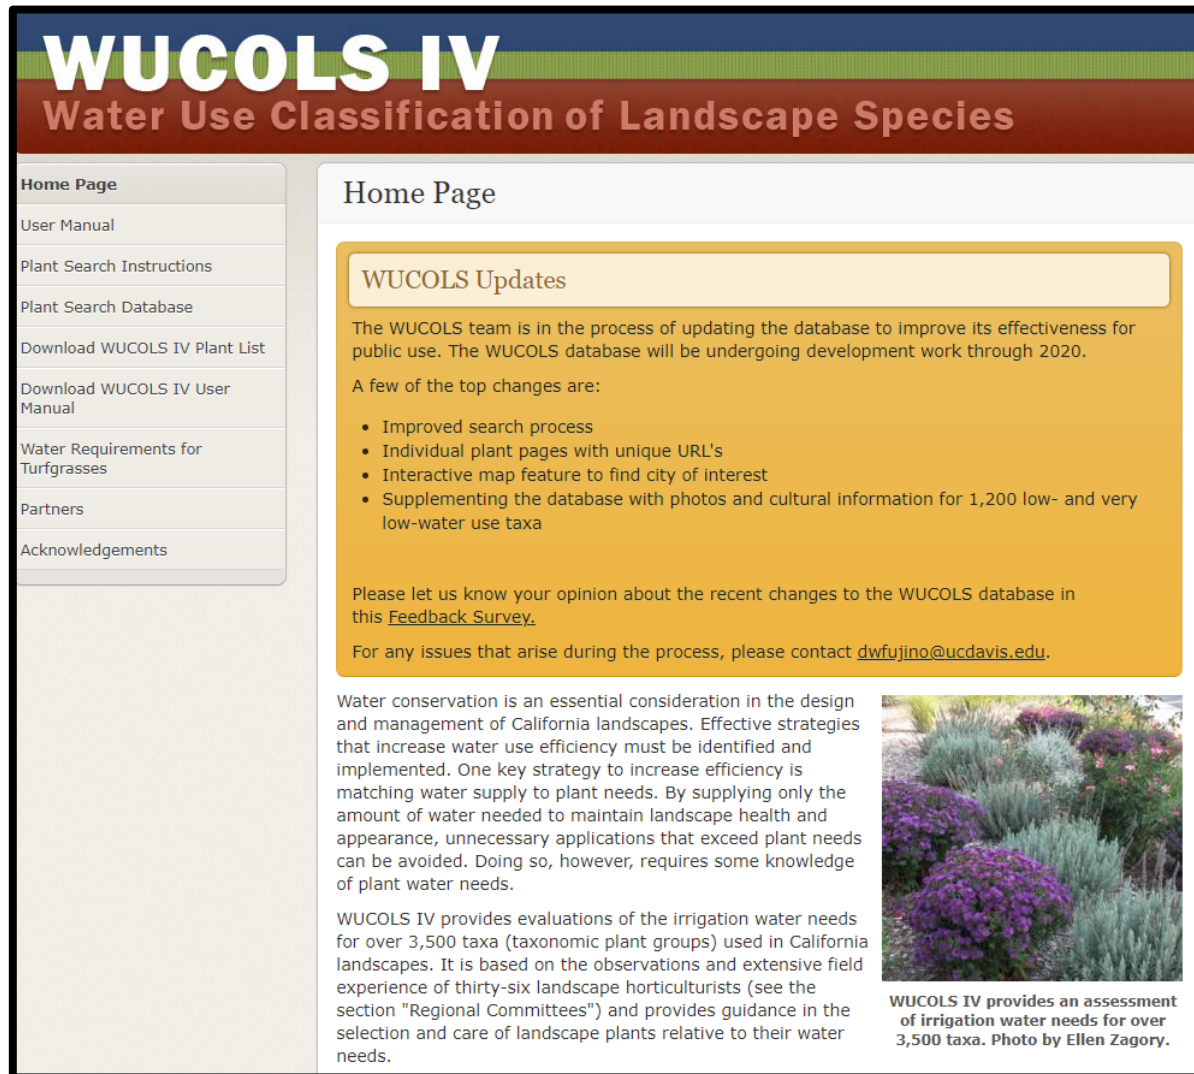 WUCOLS IV
Water Use Classification of Landscape Species
Home Page
User Manual
Plant Search Instructions
Plant Search Database
Download WUCOLS IV Plant List
Download WUCOLS IV User
Manual
Water Requirements for
Turfgrasses
Partners
Acknowledgements
Home Page
WUCOLS Updates
The WUCOLS team is in the process of updating the database to improve its effectiveness for
public use. The WUCOLS database will be undergoing development work through 2020.
A few of the top changes are:
• Improved search process
• Individual plant pages with unique URL's
• Interactive map feature to find city of interest
• Supplementing the database with photos and cultural information for 1,200 low- and very
low-water use taxa
Please let us know your opinion about the recent changes to the WUCOLS database in
this Feedback Survey.
For any issues that arise during the process, please contact dwfujino@ucdavis.edu.
Water conservation is an essential consideration in the design
and management of California landscapes. Effective strategies
that increase water use efficiency must be identified and
implemented. One key strategy to increase efficiency is
matching water supply to plant needs. By supplying only the
amount of water needed to maintain landscape health and
appearance, unnecessary applications that exceed plant needs
can be avoided. Doing so, however, requires some knowledge
of plant water needs.
WUCOLS IV provides evaluations of the irrigation water needs
for over 3,500 taxa (taxonomic plant groups) used in California
landscapes. It is based on the observations and extensive field
experience of thirty-six landscape horticulturists (see the
section "Regional Committees") and provides guidance in the
selection and care of landscape plants relative to their water
needs.
WUCOLS IV provides an assessment
of irrigation water needs for over
3,500 taxa. Photo by Ellen Zagory.